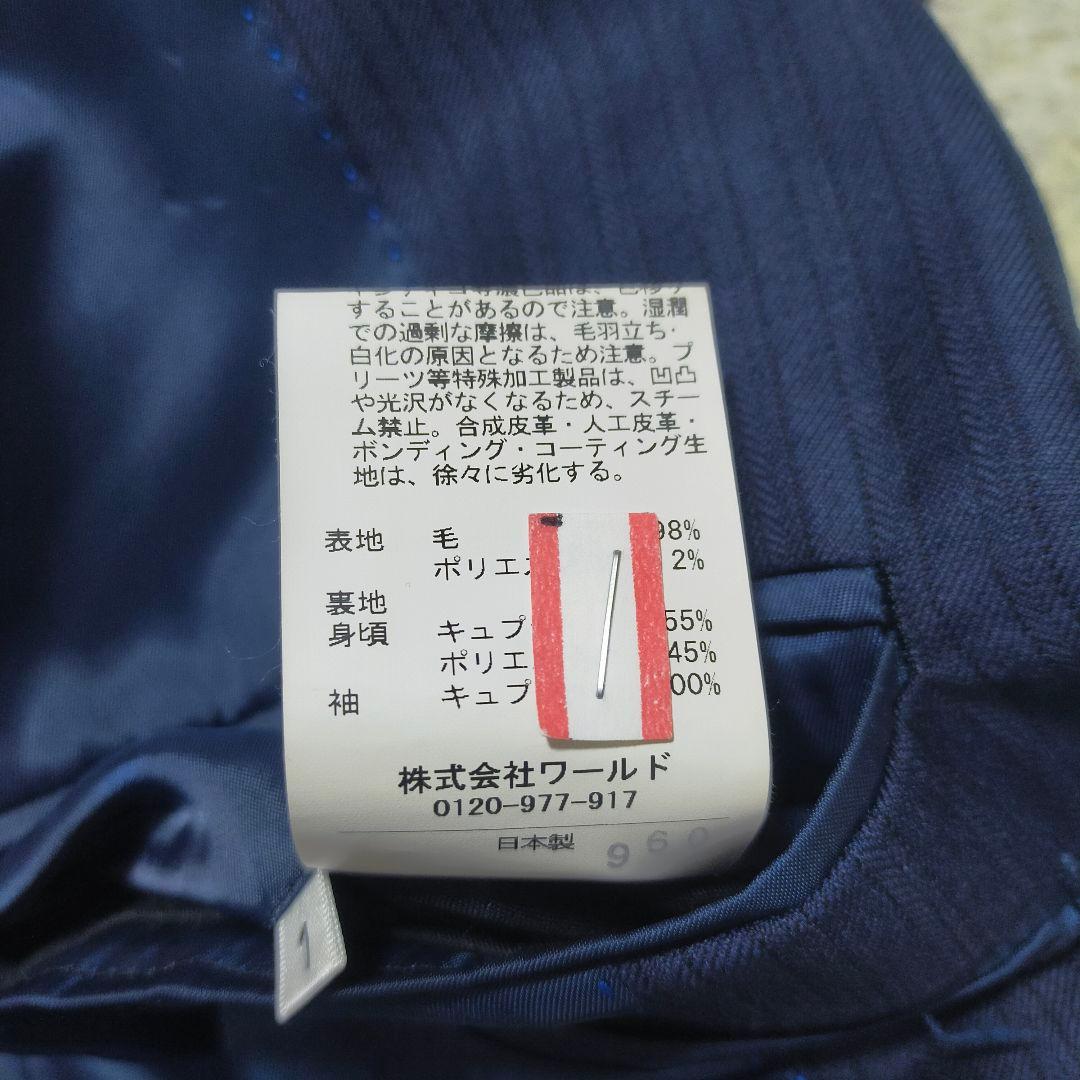 することがあるので注意。湿潤
での過剰な摩擦は、毛羽立ち・
白化の原因となるため注意。プ
リーツ等特殊加工製品は、凹凸
や光沢がなくなるため、スチー
ム禁止。合成皮革・人工皮革・
ボンディング・コーティング生
地は、徐々に劣化する。
表地 毛 98%
ポリエ 2%
裏地
身頃 キュプ 55%
ポリエ 45%
袖 キュプ 00%
株式会社ワールド
0120-977-917
日本製 960
1